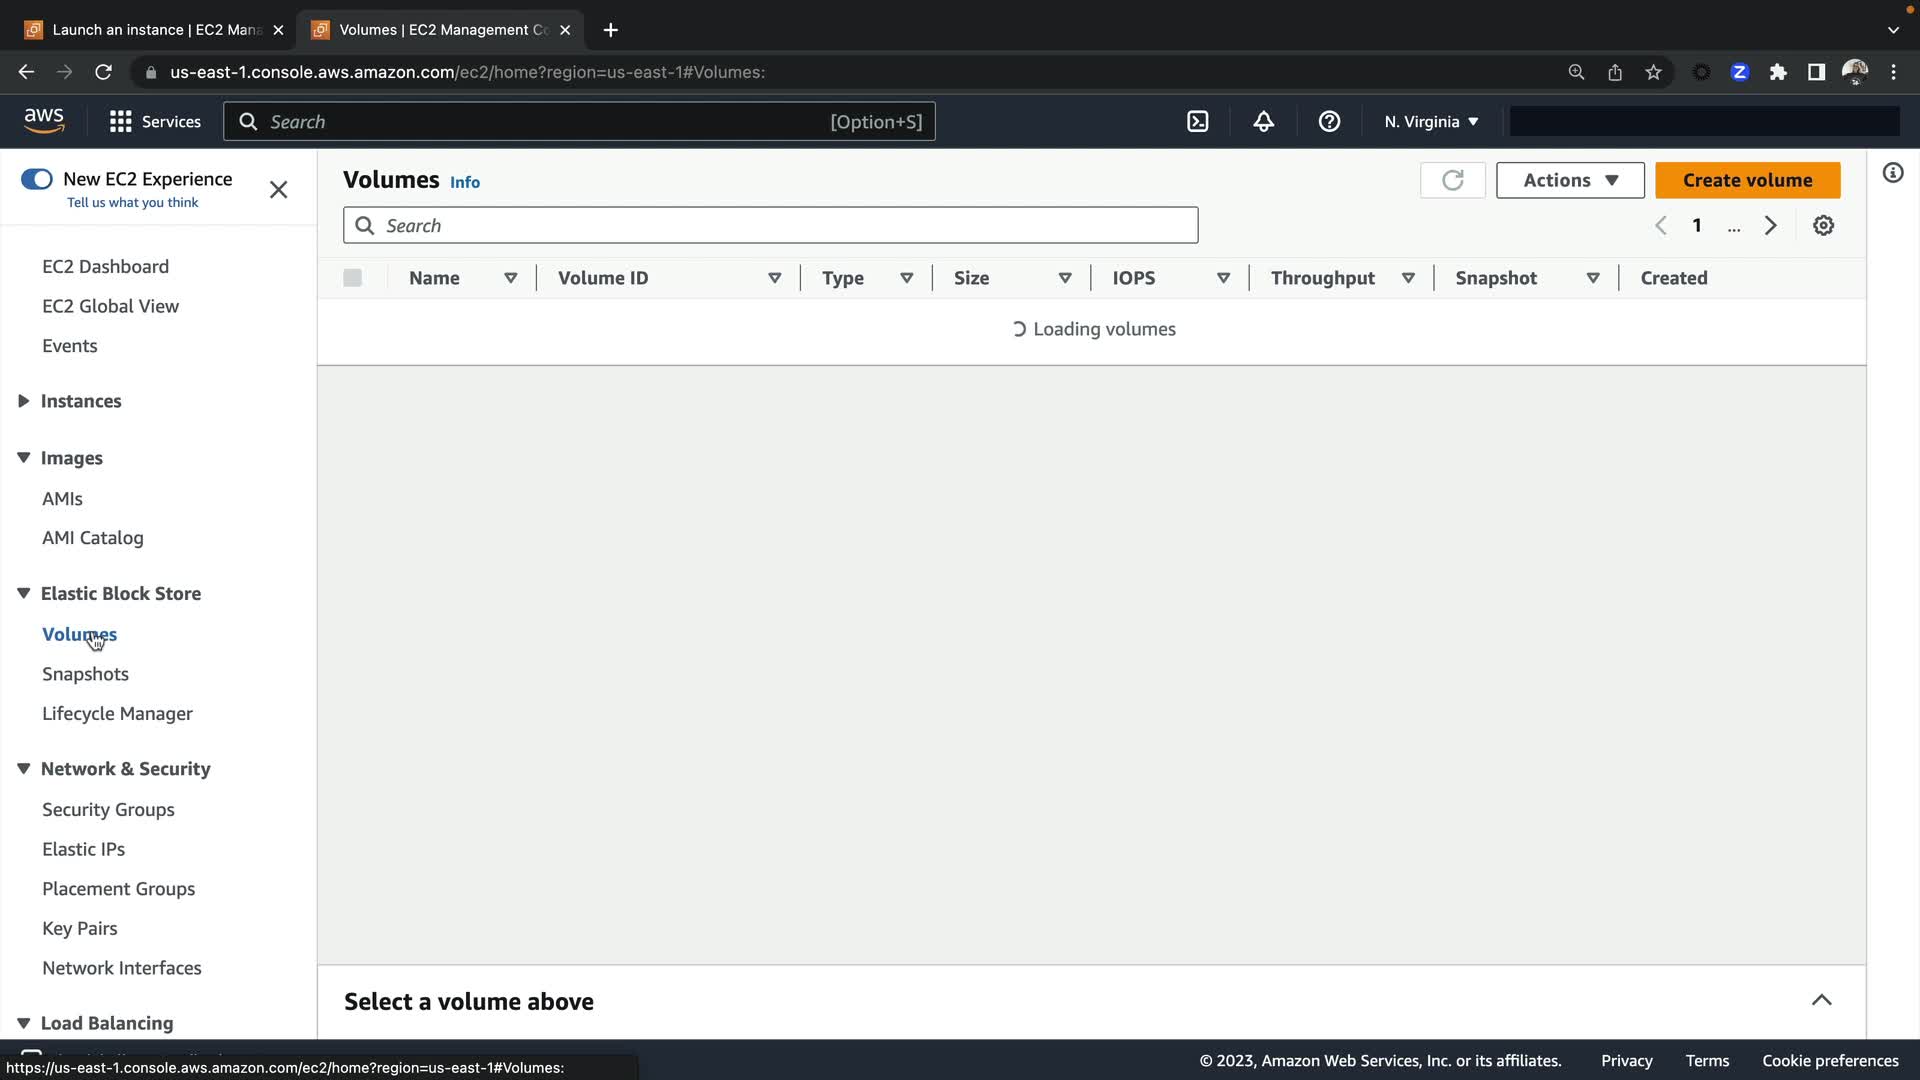 Launch an instance | EC2 Mana
Volumes | EC2 Management Co
us-east-1.console.aws.amazon.com/ec2/home?region=us-east-1#Volumes:
Z
aws
Services
Search
[Option+S]
N. Virginia
New EC2 Experience
Tell us what you think
EC2 Dashboard
EC2 Global View
Events
Instances
Images
AMIs
AMI Catalog
Elastic Block Store
Volumes
Snapshots
Lifecycle Manager
Network & Security
Security Groups
Elastic IPs
Placement Groups
Key Pairs
Network Interfaces
Load Balancing
Volumes Info
Actions
Create volume
Search
1 ...
Name Volume ID Type Size IOPS Throughput Snapshot Created
Loading volumes
Select a volume above
https://us-east-1.console.aws.amazon.com/ec2/home?region=us-east-1#Volumes:
© 2023, Amazon Web Services, Inc. or its affiliates. Privacy Terms Cookie preferences